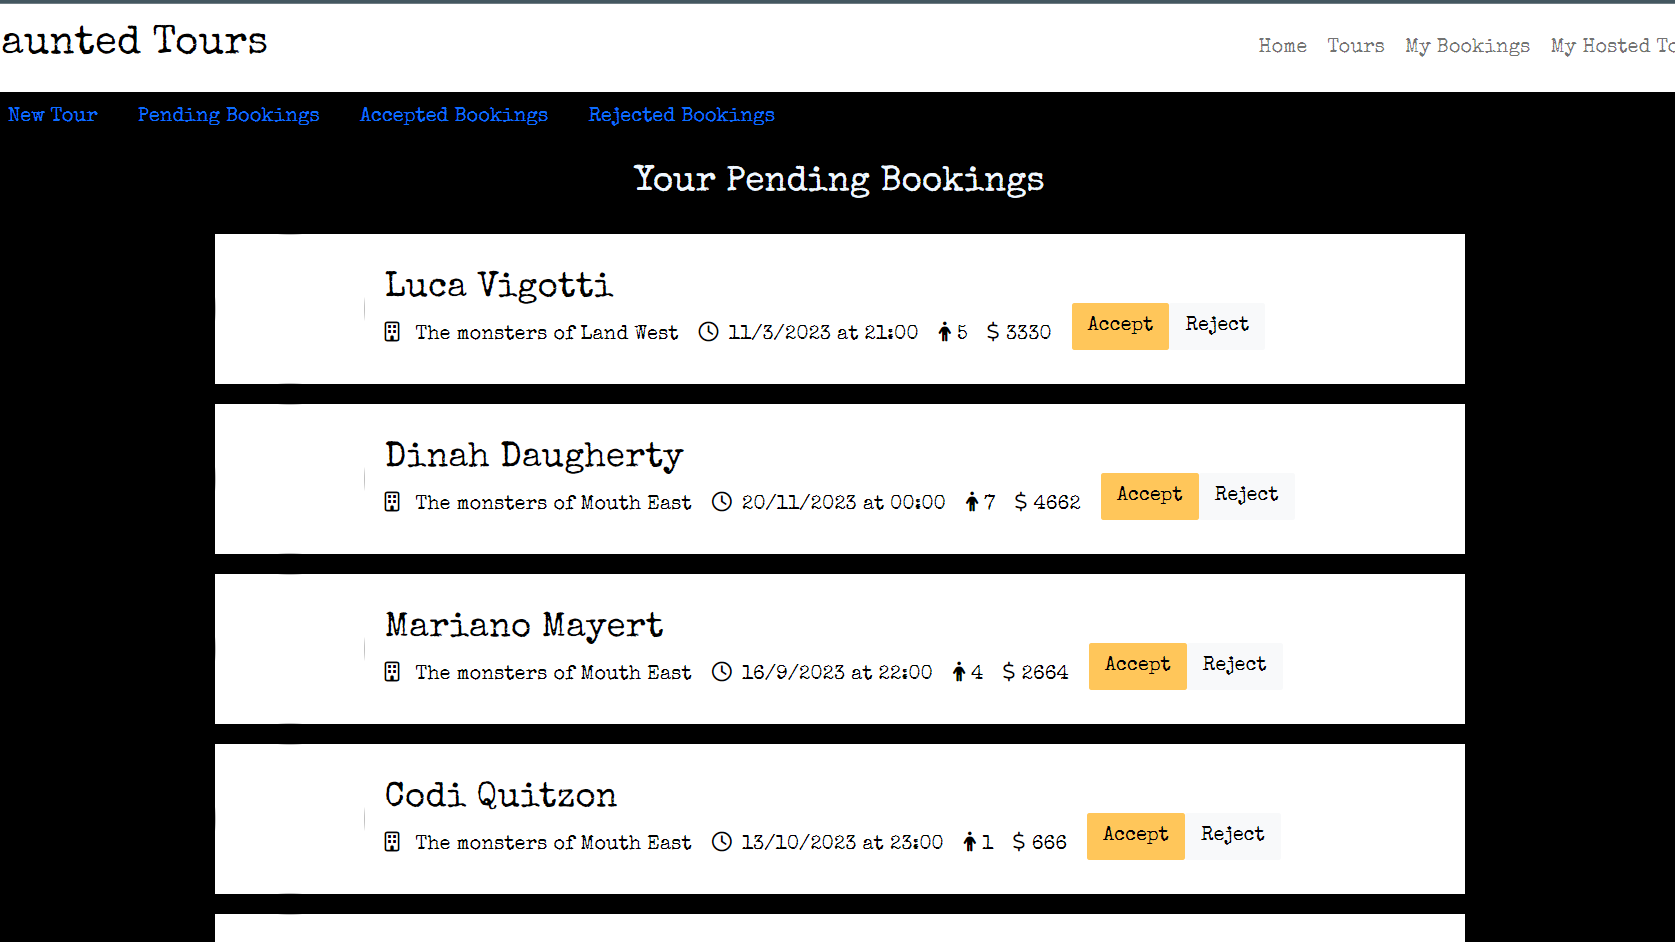 aunted Tours
Home Tours My Bookings My Hosted
New Tour Pending Bookings Accepted Bookings Rejected Bookings
Your Pending Bookings
Luca Vigotti
The monsters of Land West 11/3/2023 at 21:00 5 $ 3330 Accept Reject
Dinah Daugherty
The monsters of Mouth East 20/11/2023 at 00:00 7 $ 4662 Accept Reject
Mariano Mayert
The monsters of Mouth East 16/9/2023 at 22:00 4 $ 2664 Accept Reject
Codi Quitzon
The monsters of Mouth East 13/10/2023 at 23:00 1 $ 666 Accept Reject